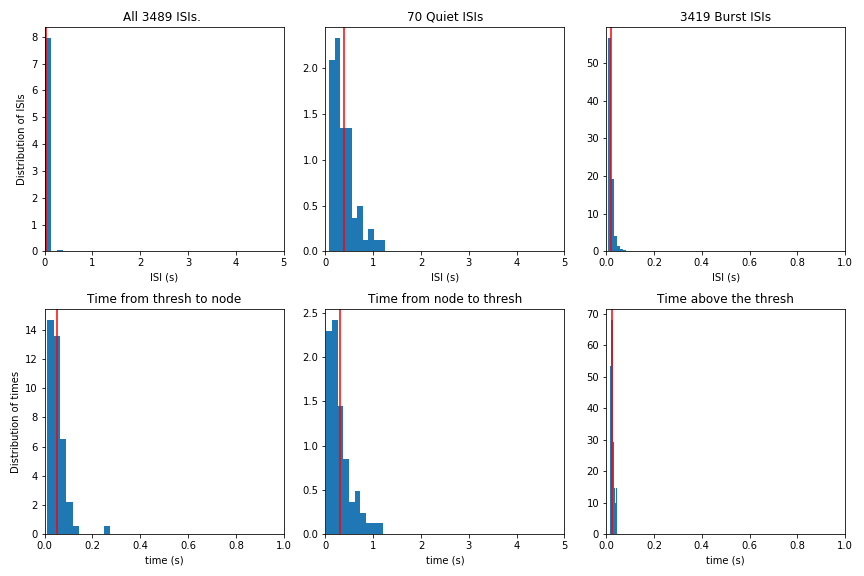 All 3489 ISIs.
Distribution of ISIs
8
7
6
5
4
3
2
1
0
0 1 2 3 4 5
ISI (s)
70 Quiet ISIs
2.0
1.5
1.0
0.5
0.0
0 1 2 3 4 5
ISI (s)
3419 Burst ISIs
50
40
30
20
10
0
0.0 0.2 0.4 0.6 0.8 1.0
ISI (s)
Time from thresh to node
Distribution of times
14
12
10
8
6
4
2
0
0.0 0.2 0.4 0.6 0.8 1.0
time (s)
Time from node to thresh
2.5
2.0
1.5
1.0
0.5
0.0
0 1 2 3 4 5
time (s)
Time above the thresh
70
60
50
40
30
20
10
0
0.0 0.2 0.4 0.6 0.8 1.0
time (s)